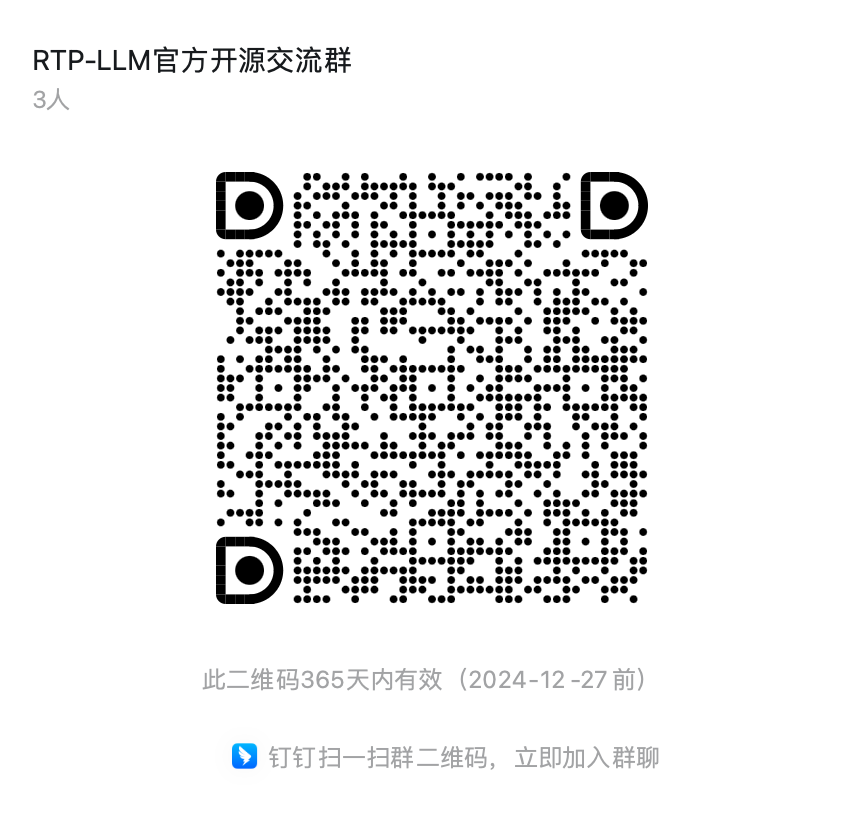 RTP-LLM官方开源交流群
3人
此二维码365天内有效（2024-12-27前）
钉钉扫一扫群二维码，立即加入群聊